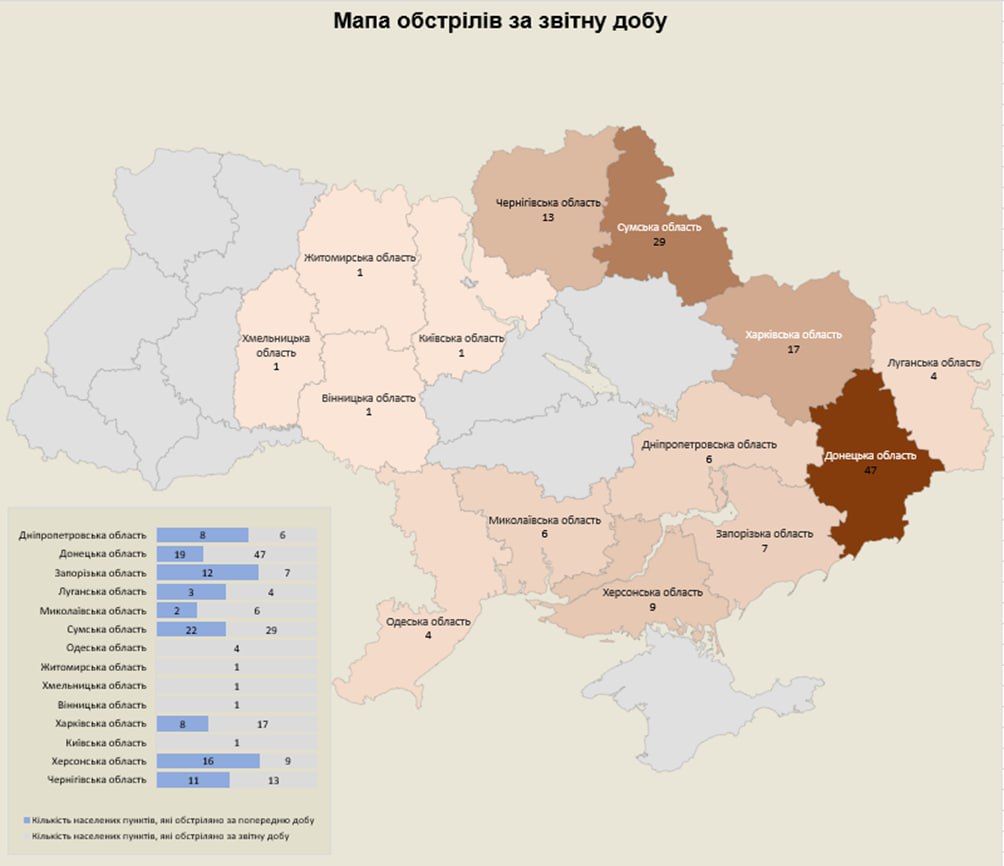 Мапа обстрілів за звітну добу
Чернігівська область
13
Сумська область
29
Житомирська область
1
Хмельницька
область
1
Київська область
1
Вінницька область
1
Харківська область
17
Луганська область
4
Дніпропетровська область
6
Донецька область
47
Миколаївська область
6
Запорізька область
7
Херсонська область
9
Одеська область
4
Дніпропетровська область 8 6
Донецька область 19 47
Запорізька область 12 7
Луганська область 3 4
Миколаївська область 2 6
Сумська область 22 29
Одеська область 4
Житомирська область 1
Хмельницька область 1
Вінницька область 1
Харківська область 8 17
Київська область 1
Херсонська область 16 9
Чернігівська область 11 13
Кількість населених пунктів, які обстріляно за попередню добу
Кількість населених пунктів, які обстріляно за звітну добу